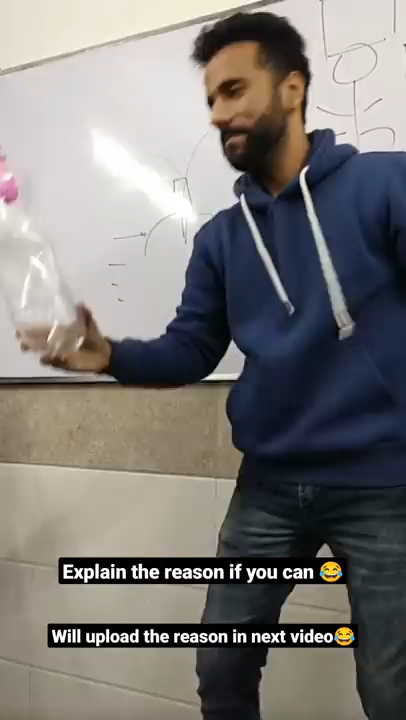 Explain the reason if you can 😂
Will upload the reason in next video😂